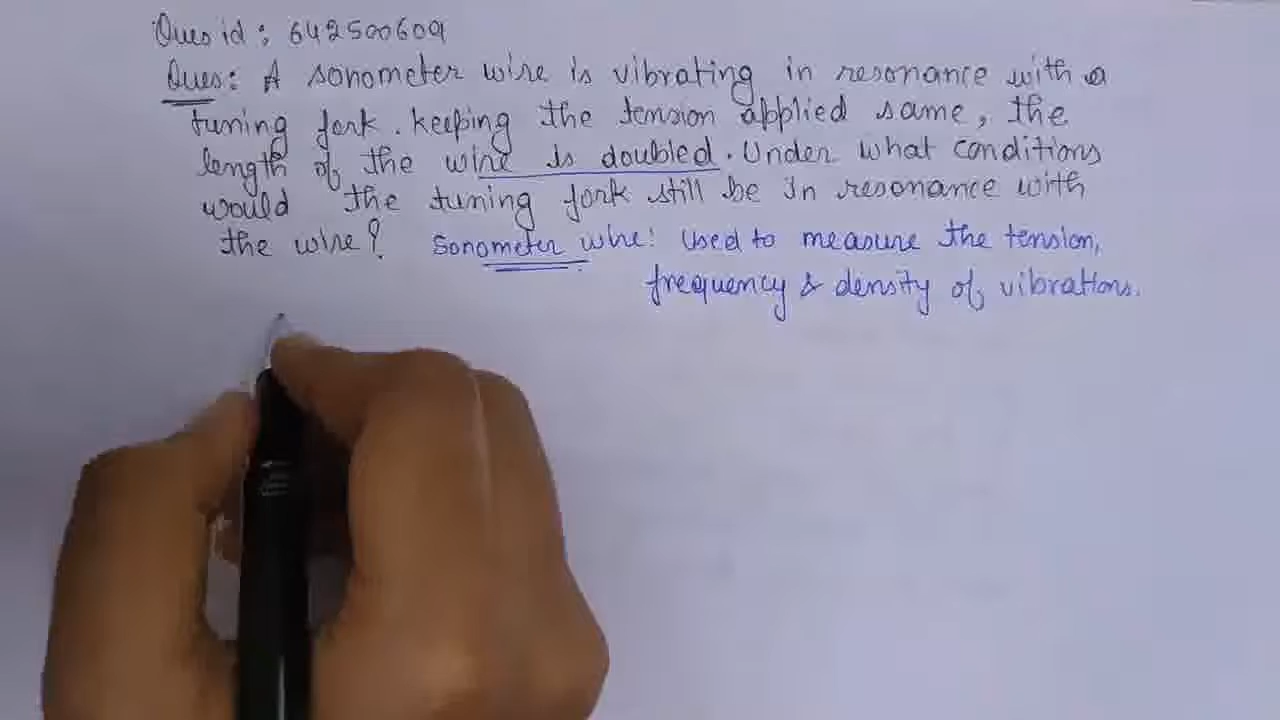 Ques id : 642500609
Ques: A sonometer wire is vibrating in resonance with a
tuning fork. keeping the tension applied same, the
length of the wire is doubled. Under what conditions
would the tuning fork still be in resonance with
the wire? Sonometer wire: Used to measure the tension,
frequency & density of vibrations.